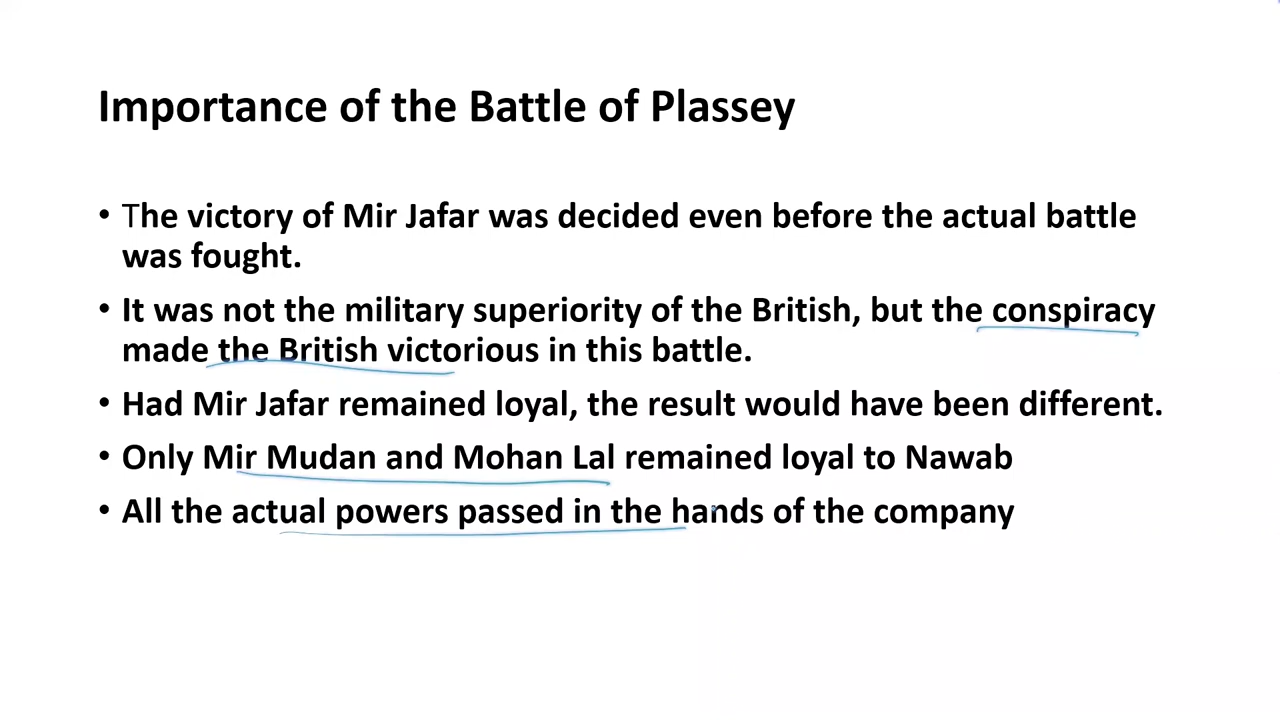 Importance of the Battle of Plassey
• The victory of Mir Jafar was decided even before the actual battle
was fought.
• It was not the military superiority of the British, but the conspiracy
made the British victorious in this battle.
• Had Mir Jafar remained loyal, the result would have been different.
• Only Mir Mudan and Mohan Lal remained loyal to Nawab
• All the actual powers passed in the hands of the company